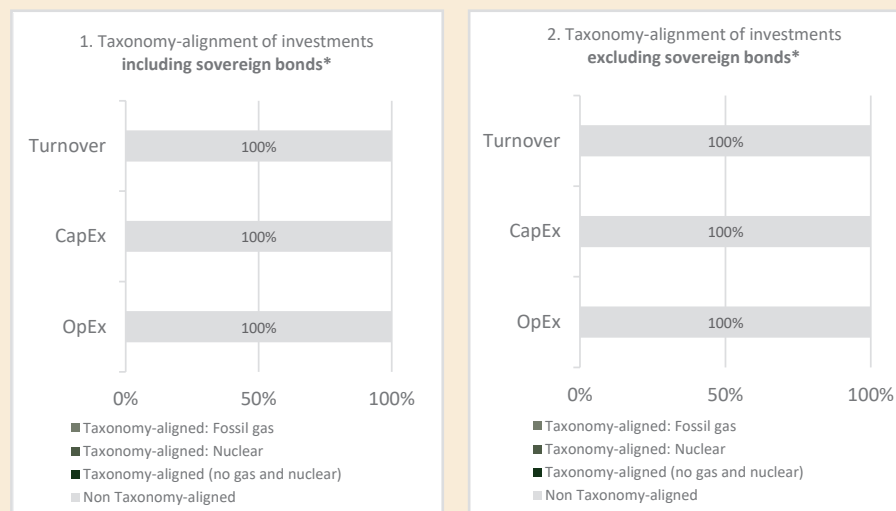 1. Taxonomy-alignment of investments
including sovereign bonds*
Turnover
100%
CapEx
100%
OpEx
100%
0% 50% 100%
Taxonomy-aligned: Fossil gas
Taxonomy-aligned: Nuclear
Taxonomy-aligned (no gas and nuclear)
Non Taxonomy-aligned
2. Taxonomy-alignment of investments
excluding sovereign bonds*
Turnover
100%
CapEx
100%
OpEx
100%
0% 50% 100%
Taxonomy-aligned: Fossil gas
Taxonomy-aligned: Nuclear
Taxonomy-aligned (no gas and nuclear)
Non Taxonomy-aligned